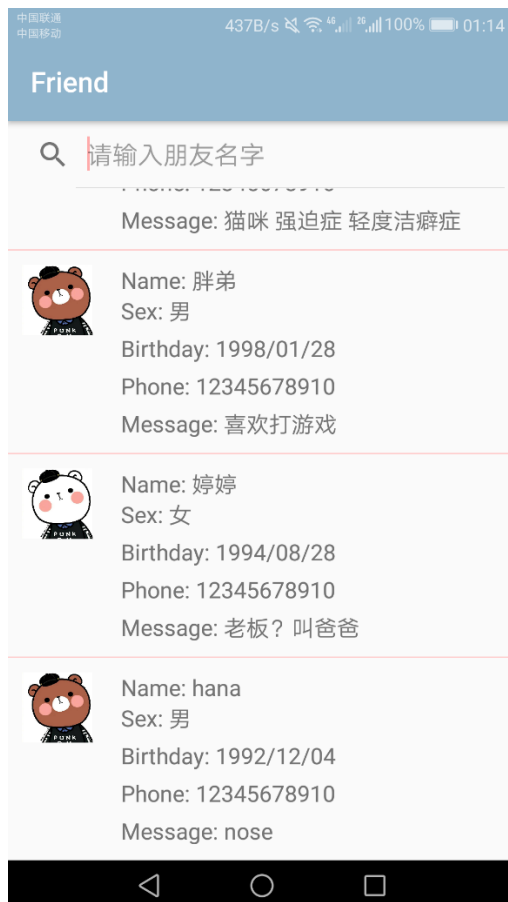 中国联通
中国移动
437B/s 4G 2G 100% 01:14
Friend
请输入朋友名字
Phone: 12345678910
Message: 猫咪 强迫症 轻度洁癖症
Name: 胖弟
Sex: 男
Birthday: 1998/01/28
Phone: 12345678910
Message: 喜欢打游戏
PUNK
Name: 婷婷
Sex: 女
Birthday: 1994/08/28
Phone: 12345678910
Message: 老板？叫爸爸
PUNK
Name: hana
Sex: 男
Birthday: 1992/12/04
Phone: 12345678910
Message: nose
PUNK